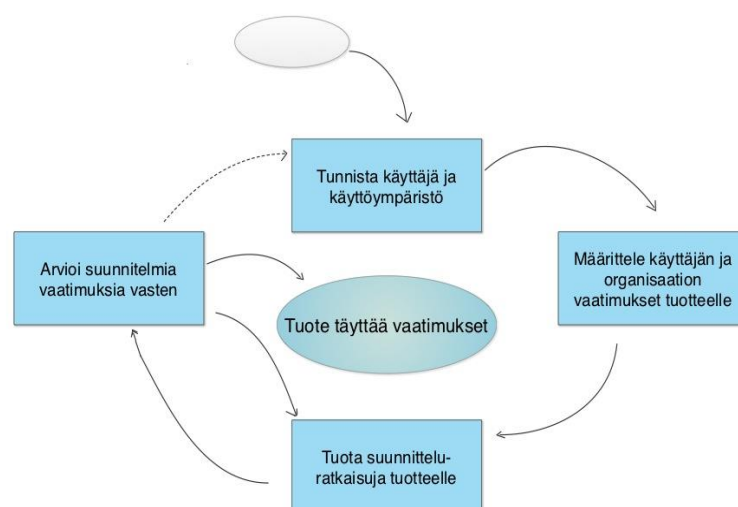 Tunnista käyttäjä ja
käyttöympäristö
Arvioi suunnitelmia
vaatimuksia vasten
Määrittele käyttäjän ja
organisaation
vaatimukset tuotteelle
Tuote täyttää vaatimukset
Tuota suunnittelu-
ratkaisuja tuotteelle